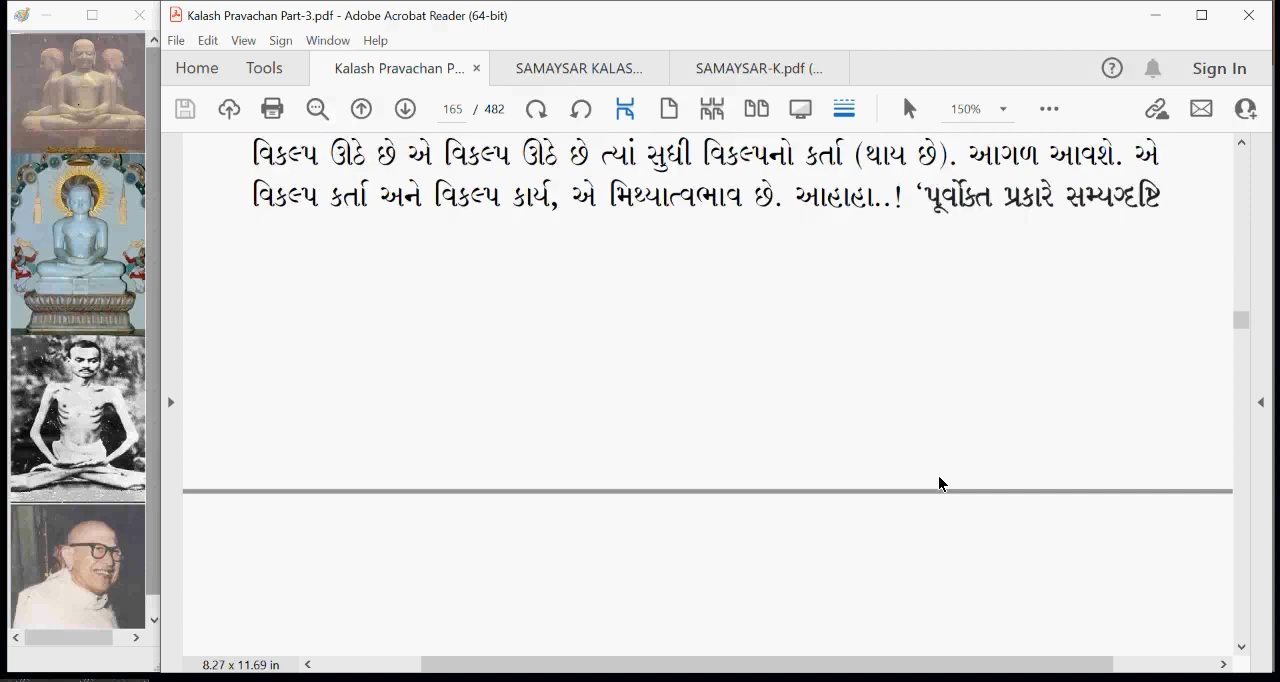 Kalash Pravachan Part-3.pdf - Adobe Acrobat Reader (64-bit)
File Edit View Sign Window Help
Home Tools Kalash Pravachan P... × SAMAYSAR KALAS... SAMAYSAR-K.pdf (... Sign In
165 / 482 150%
વિકલ્પ ઊઠે છે એ વિકલ્પ ઊઠે છે ત્યાં સુધી વિકલ્પનો કર્તા (થાય છે). આગળ આવશે. એ
વિકલ્પ કર્તા અને વિકલ્પ કાર્ય, એ મિથ્યાત્વભાવ છે. આહાહા..! ‘પૂર્વોક્ત પ્રકારે સમ્યગ્દષ્ટિ
8.27 x 11.69 in